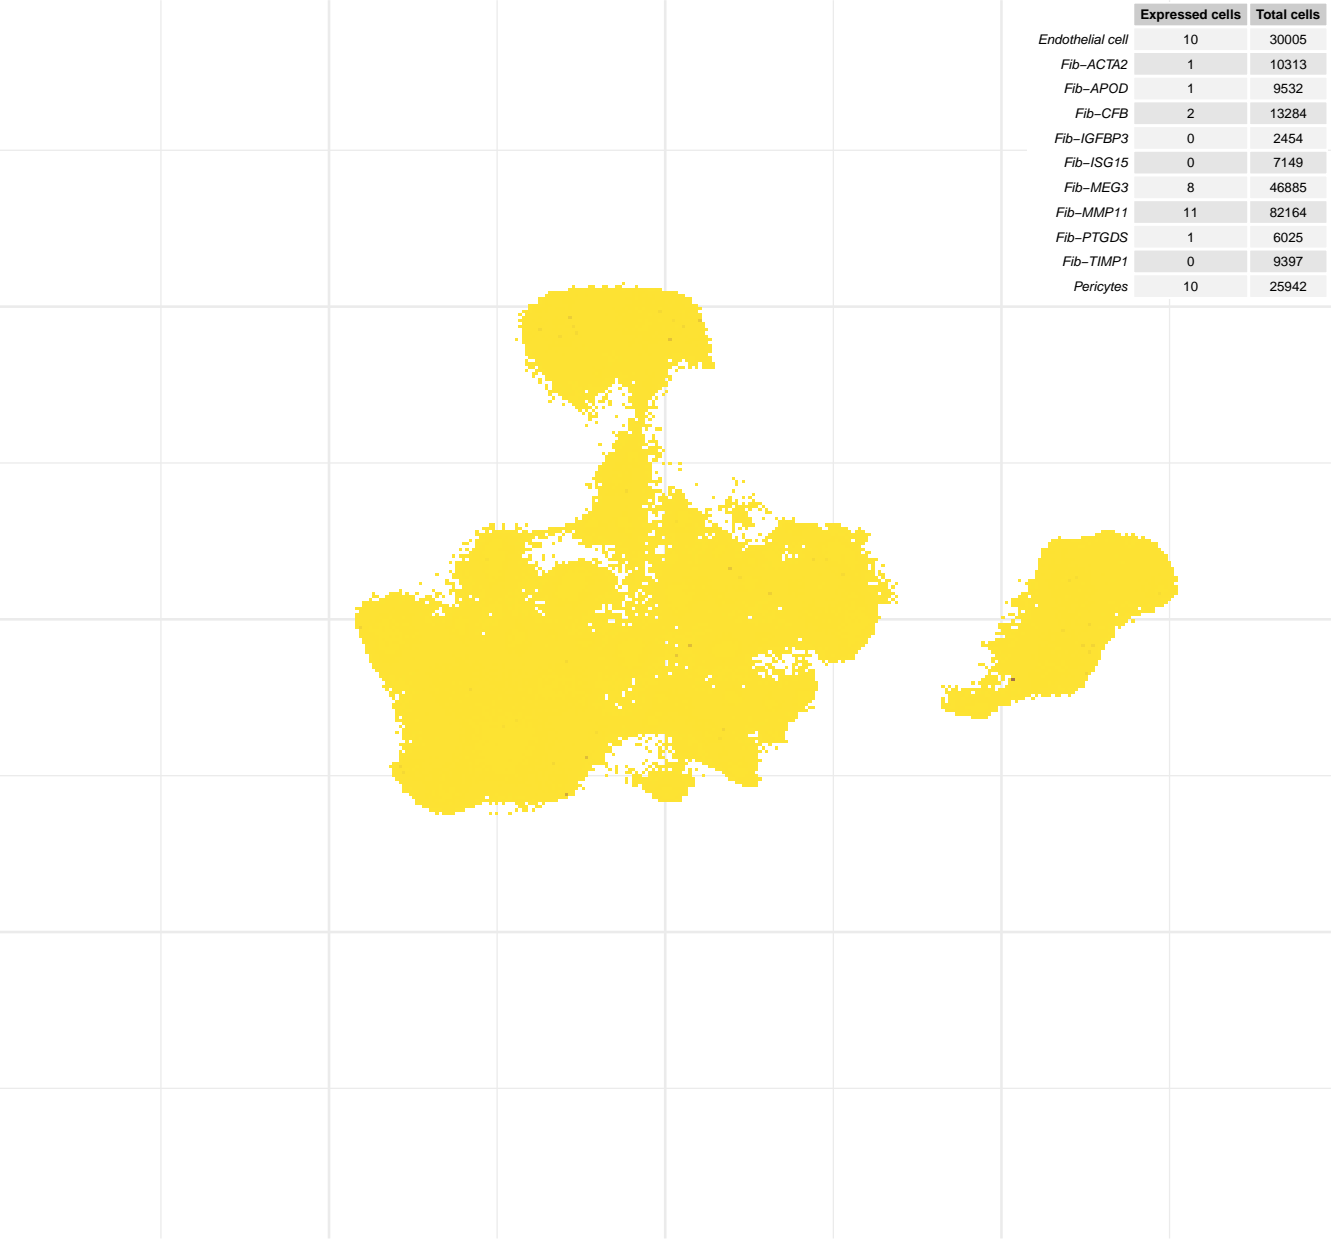 Expressed cells Total cells
Endothelial cell 10 30005
Fib−ACTA2 1 10313
Fib−APOD 1 9532
Fib−CFB 2 13284
Fib−IGFBP3 0 2454
Fib−ISG15 0 7149
Fib−MEG3 8 46885
Fib−MMP11 11 82164
Fib−PTGDS 1 6025
Fib−TIMP1 0 9397
Pericytes 10 25942